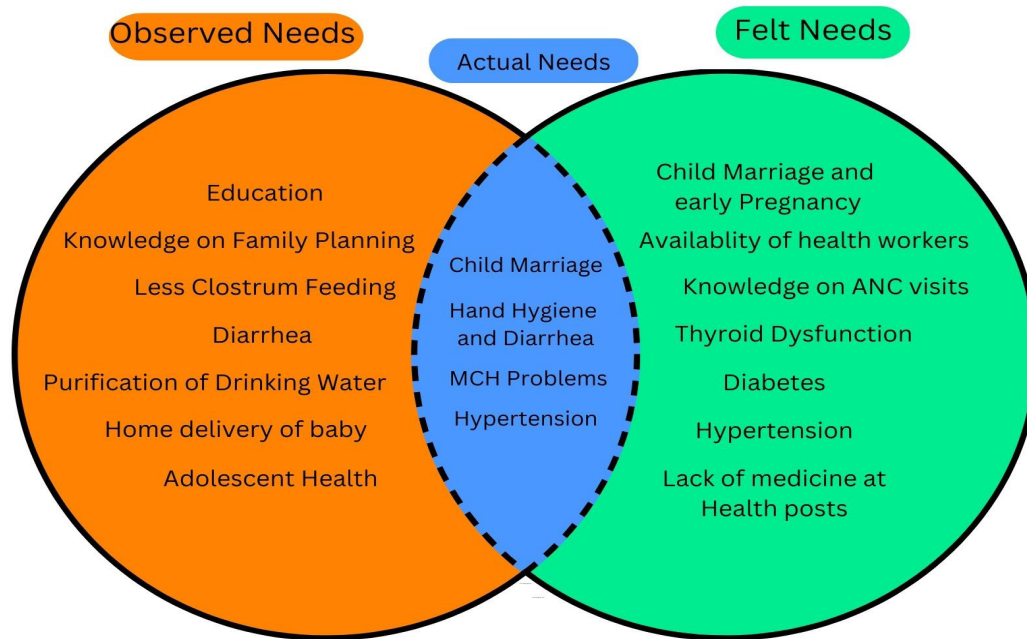 Observed Needs
Actual Needs
Felt Needs
Education
Knowledge on Family Planning
Less Clostrum Feeding
Diarrhea
Purification of Drinking Water
Home delivery of baby
Adolescent Health
Child Marriage
Hand Hygiene
and Diarrhea
MCH Problems
Hypertension
Child Marriage and
early Pregnancy
Availablity of health workers
Knowledge on ANC visits
Thyroid Dysfunction
Diabetes
Hypertension
Lack of medicine at
Health posts